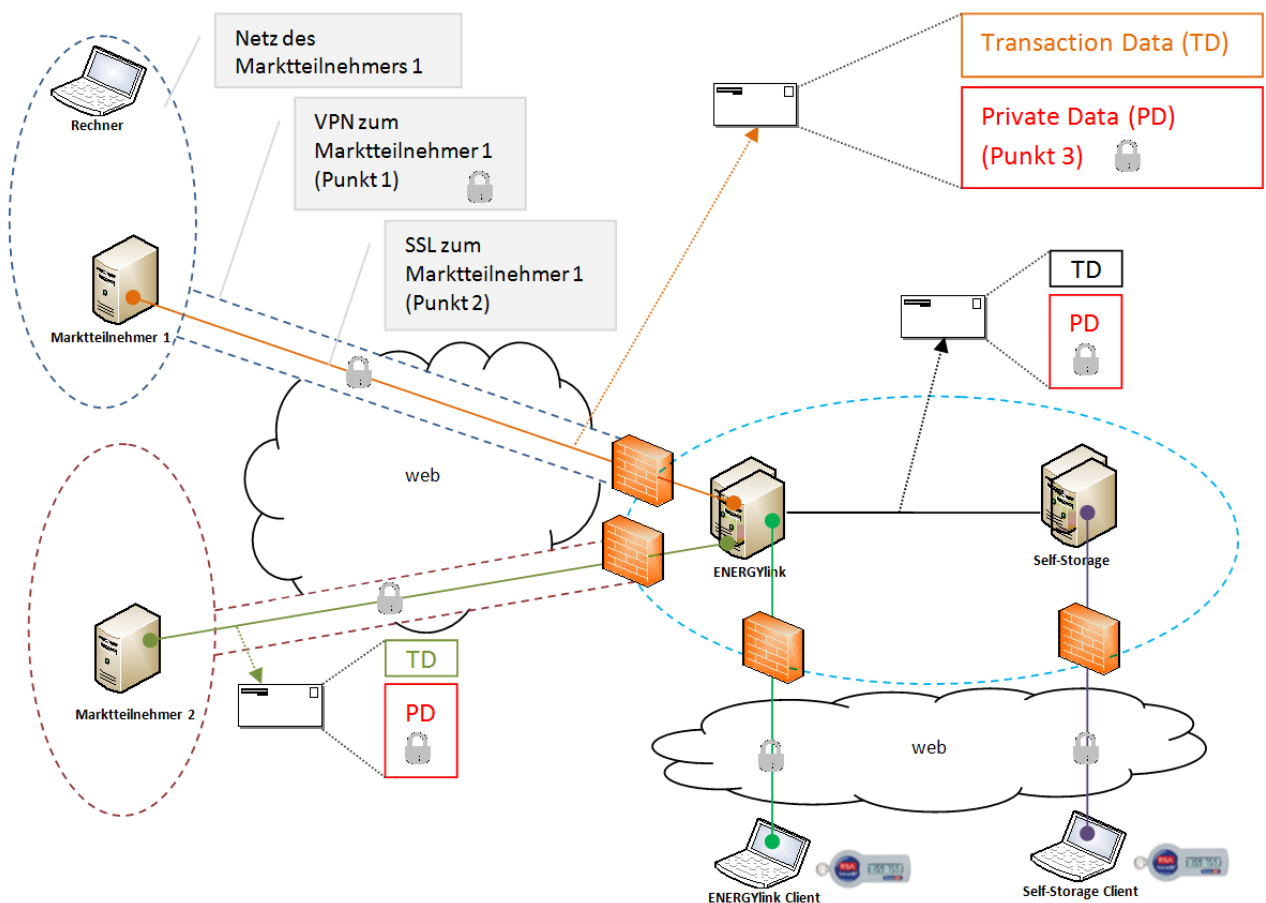 Netz des
Marktteilnehmers 1
Transaction Data (TD)
Rechner
VPN zum
Marktteilnehmer 1
(Punkt 1)
Private Data (PD)
(Punkt 3)
SSL zum
Marktteilnehmer 1
(Punkt 2)
TD
PD
Marktteilnehmer 1
web
ENERGYlink
Self-Storage
TD
PD
Marktteilnehmer 2
web
ENERGYlink Client
Self-Storage Client